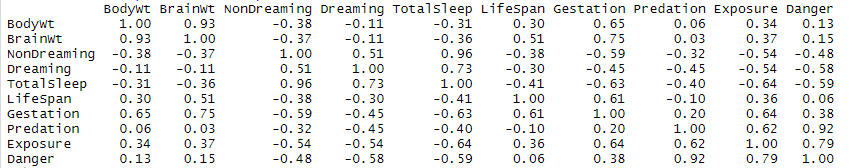 BodyWt BrainWt NonDreaming Dreaming TotalSleep LifeSpan Gestation Predation Exposure Danger
BodyWt 1.00 0.93 -0.38 -0.11 -0.31 0.30 0.65 0.06 0.34 0.13
BrainWt 0.93 1.00 -0.37 -0.11 -0.36 0.51 0.75 0.03 0.37 0.15
NonDreaming -0.38 -0.37 1.00 0.51 0.96 -0.38 -0.59 -0.32 -0.54 -0.48
Dreaming -0.11 -0.11 0.51 1.00 0.73 -0.30 -0.45 -0.45 -0.54 -0.58
TotalSleep -0.31 -0.36 0.96 0.73 1.00 -0.41 -0.63 -0.40 -0.64 -0.59
LifeSpan 0.30 0.51 -0.38 -0.30 -0.41 1.00 0.61 -0.10 0.36 0.06
Gestation 0.65 0.75 -0.59 -0.45 -0.63 0.61 1.00 0.20 0.64 0.38
Predation 0.06 0.03 -0.32 -0.45 -0.40 -0.10 0.20 1.00 0.62 0.92
Exposure 0.34 0.37 -0.54 -0.54 -0.64 0.36 0.64 0.62 1.00 0.79
Danger 0.13 0.15 -0.48 -0.58 -0.59 0.06 0.38 0.92 0.79 1.00